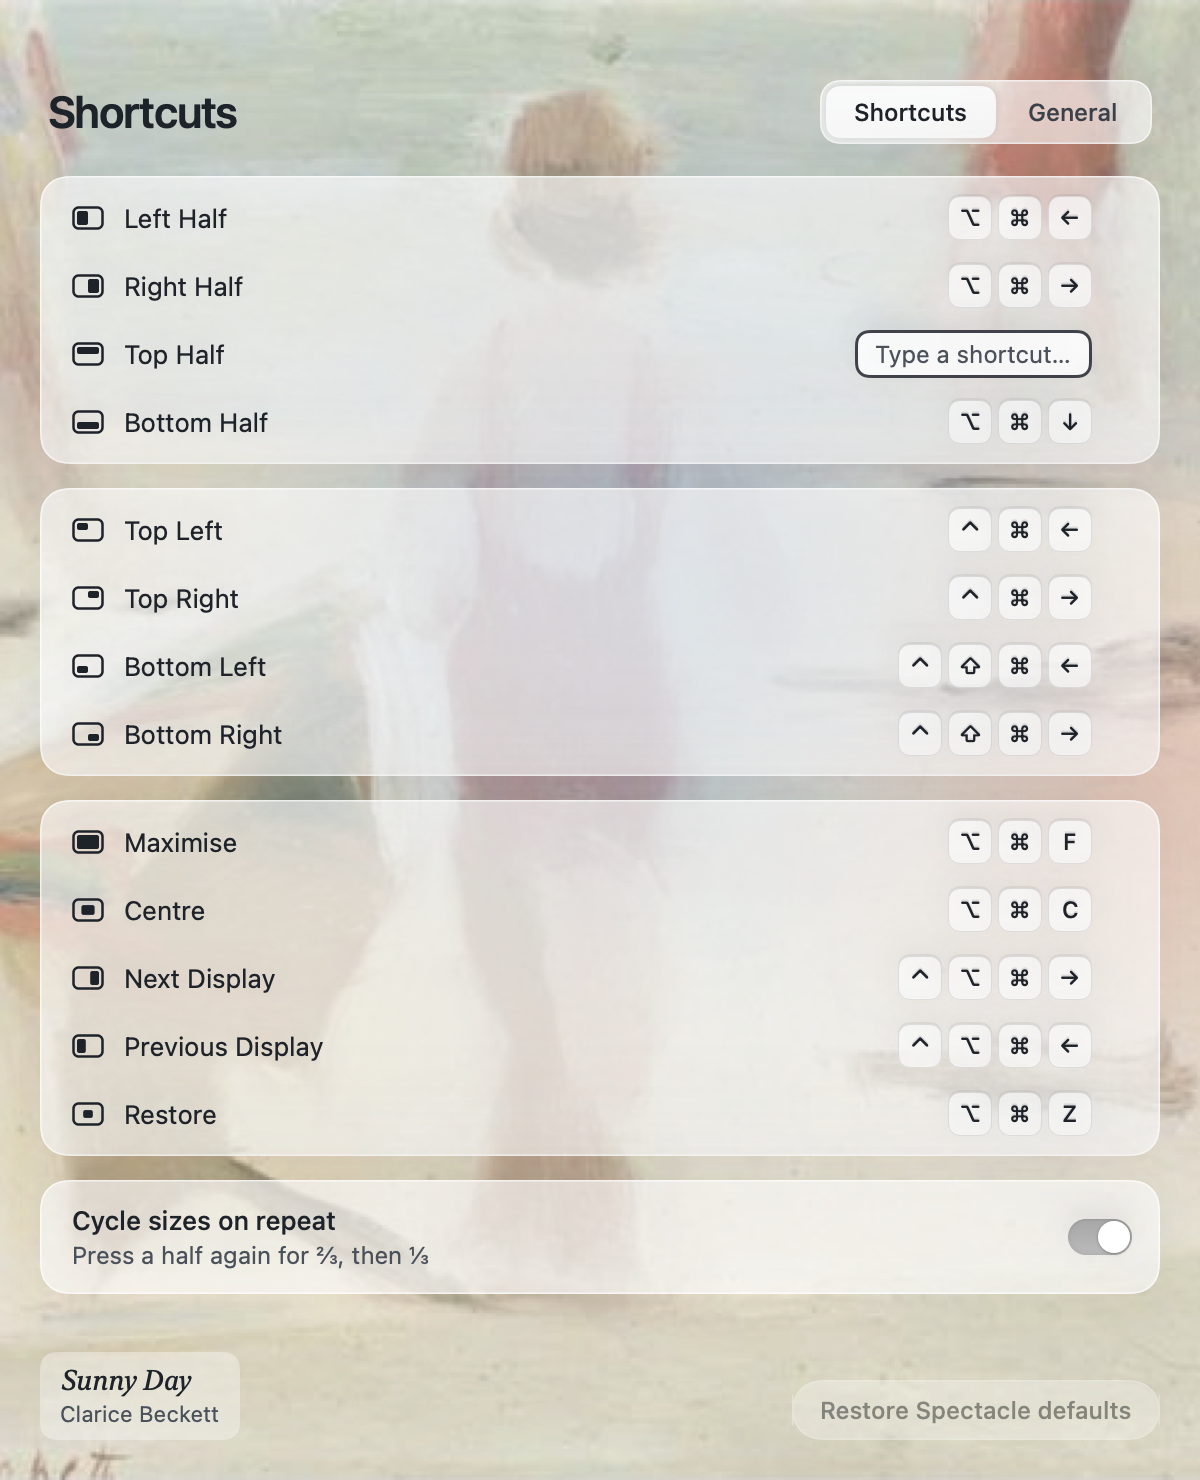 Shortcuts
Shortcuts General
Left Half ⌥ ⌘ ←
Right Half ⌥ ⌘ →
Top Half Type a shortcut...
Bottom Half ⌥ ⌘ ↓
Top Left ^ ⌘ ←
Top Right ^ ⌘ →
Bottom Left ^ ⇧ ⌘ ←
Bottom Right ^ ⇧ ⌘ →
Maximise ⌥ ⌘ F
Centre ⌥ ⌘ C
Next Display ^ ⌥ ⌘ →
Previous Display ^ ⌥ ⌘ ←
Restore ⌥ ⌘ Z
Cycle sizes on repeat
Press a half again for ⅔, then ⅓
Sunny Day
Clarice Beckett
Restore Spectacle defaults